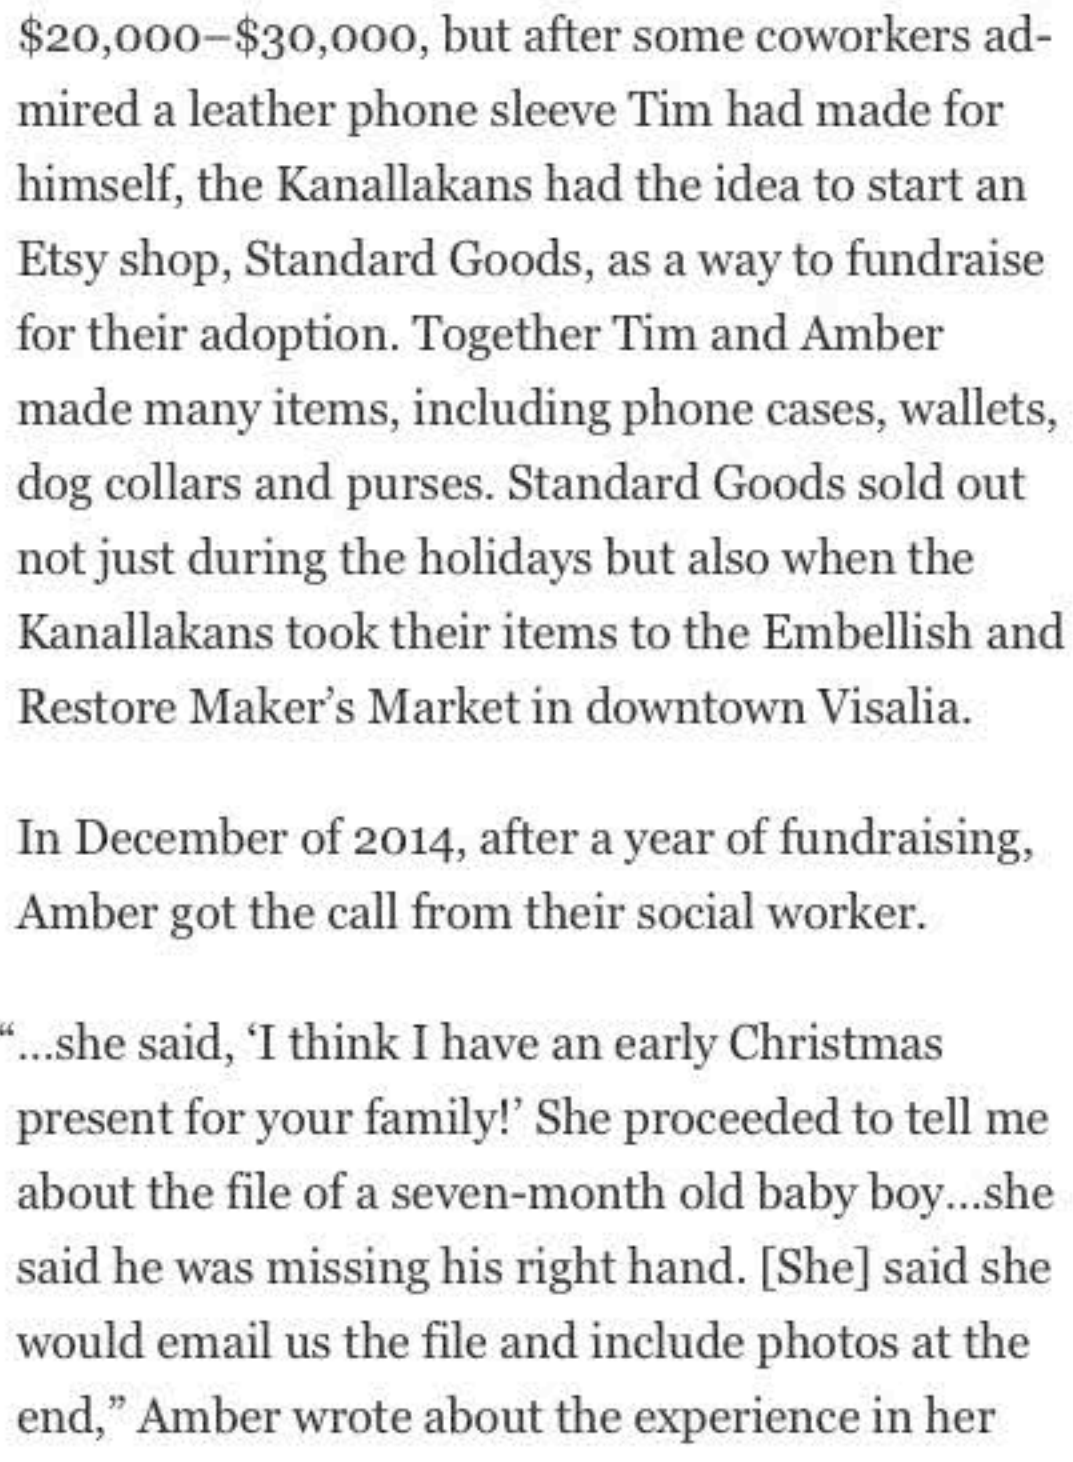 $20,000–$30,000, but after some coworkers ad-
mired a leather phone sleeve Tim had made for
himself, the Kanallakans had the idea to start an
Etsy shop, Standard Goods, as a way to fundraise
for their adoption. Together Tim and Amber
made many items, including phone cases, wallets,
dog collars and purses. Standard Goods sold out
not just during the holidays but also when the
Kanallakans took their items to the Embellish and
Restore Maker’s Market in downtown Visalia.
In December of 2014, after a year of fundraising,
Amber got the call from their social worker.
“...she said, ‘I think I have an early Christmas
present for your family!’ She proceeded to tell me
about the file of a seven-month old baby boy...she
said he was missing his right hand. [She] said she
would email us the file and include photos at the
end,” Amber wrote about the experience in her